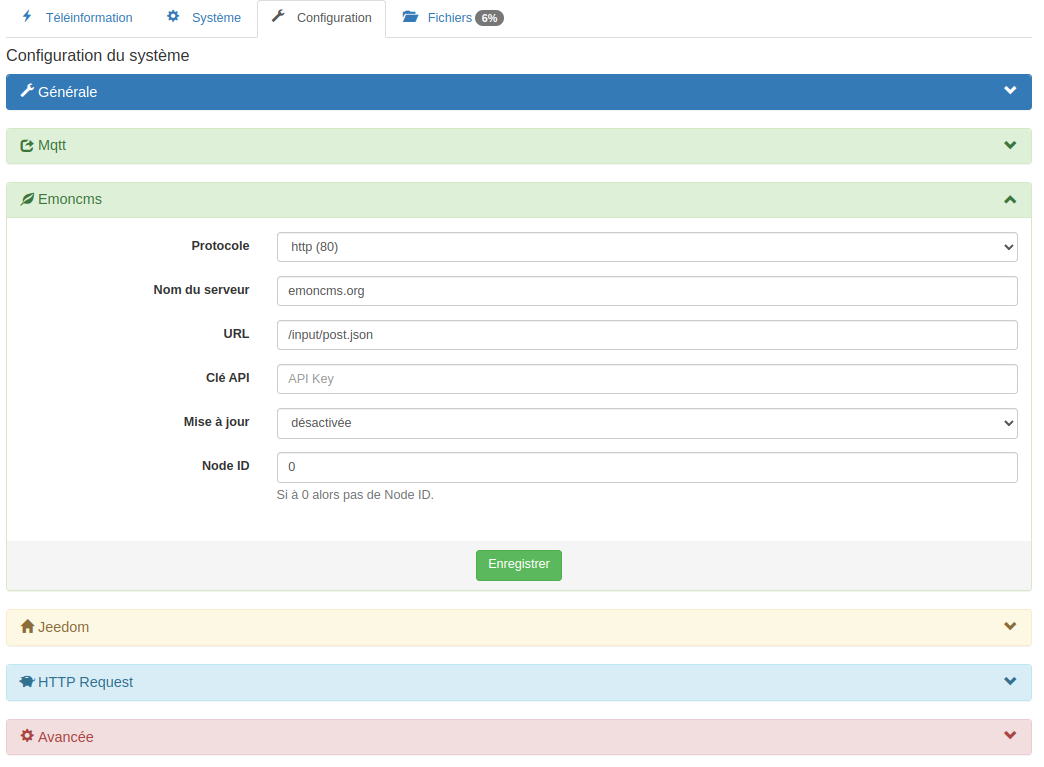 Téléinformation Système Configuration Fichiers 6%
Configuration du système
Générale
Mqtt
Emoncms
Protocole http (80)
Nom du serveur emoncms.org
URL /input/post.json
Clé API API Key
Mise à jour désactivée
Node ID 0
Si à 0 alors pas de Node ID.
Enregistrer
Jeedom
HTTP Request
Avancée